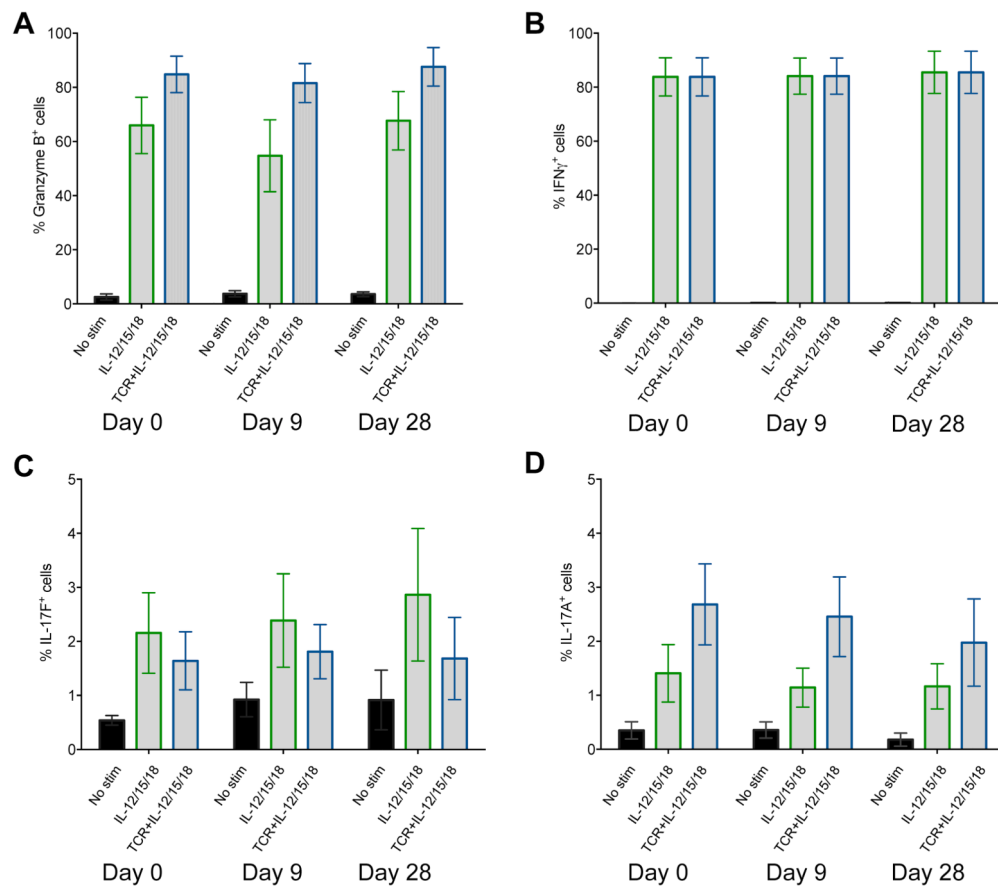 A
% Granzyme B+ cells
100
80
60
40
20
0
No stim
IL-12/15/18
TCR+IL-12/15/18
No stim
IL-12/15/18
TCR+IL-12/15/18
No stim
IL-12/15/18
TCR+IL-12/15/18
Day 0
Day 9
Day 28
B
% IFNγ+ cells
100
80
60
40
20
0
No stim
IL-12/15/18
TCR+IL-12/15/18
No stim
IL-12/15/18
TCR+IL-12/15/18
No stim
IL-12/15/18
TCR+IL-12/15/18
Day 0
Day 9
Day 28
C
% IL-17F+ cells
5
4
3
2
1
0
No stim
IL-12/15/18
TCR+IL-12/15/18
No stim
IL-12/15/18
TCR+IL-12/15/18
No stim
IL-12/15/18
TCR+IL-12/15/18
Day 0
Day 9
Day 28
D
% IL-17A+ cells
5
4
3
2
1
0
No stim
IL-12/15/18
TCR+IL-12/15/18
No stim
IL-12/15/18
TCR+IL-12/15/18
No stim
IL-12/15/18
TCR+IL-12/15/18
Day 0
Day 9
Day 28